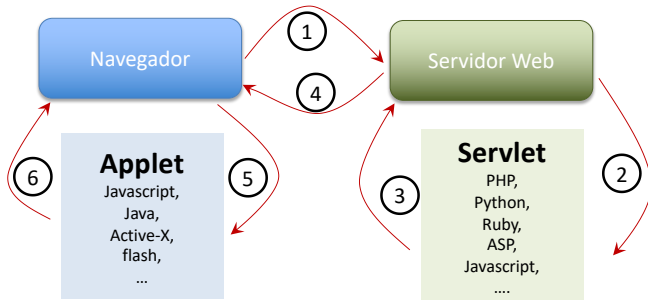 Navegador
1
Servidor Web
4
Applet
Javascript,
Java,
Active-X,
flash,
...
6
5
Servlet
PHP,
Python,
Ruby,
ASP,
Javascript,
....
3
2